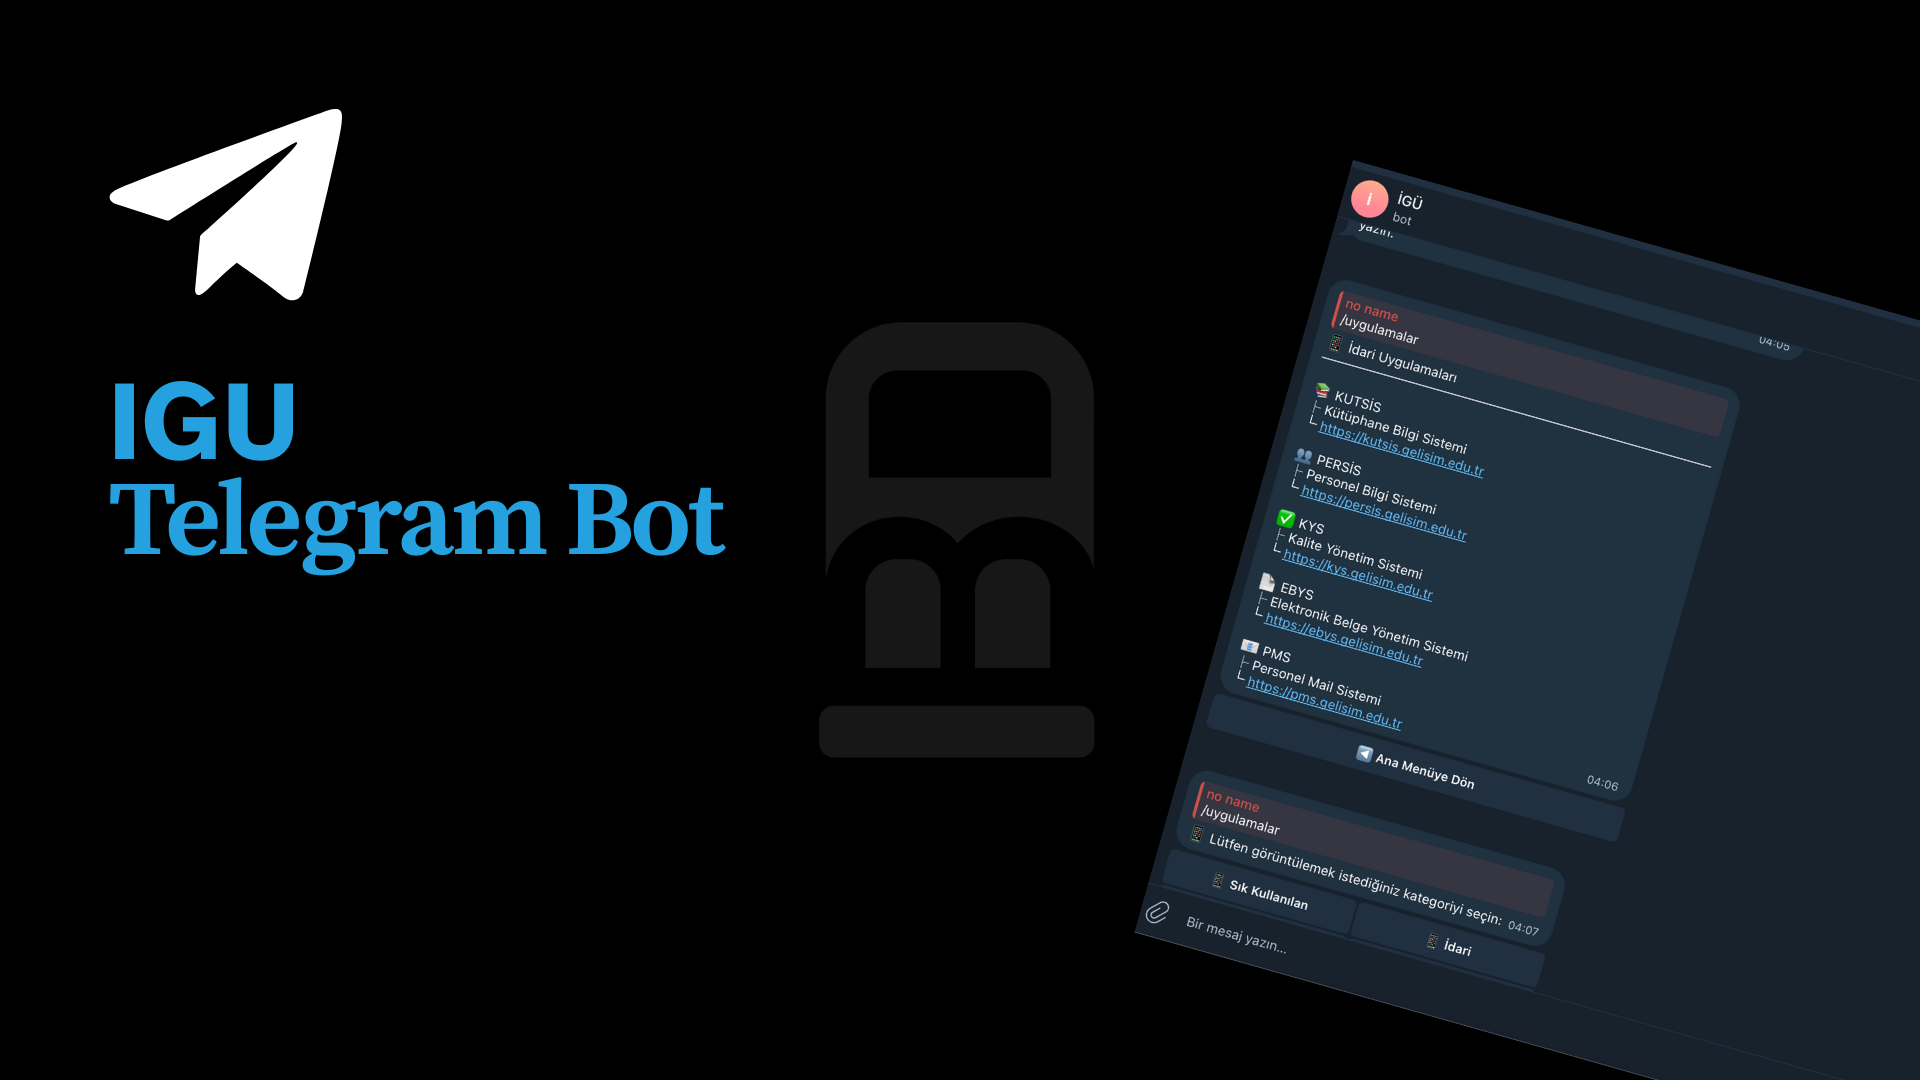 IGU
Telegram Bot
i
İGÜ
bot
yazın.
04:05
no name
/uygulamalar
📱 İdari Uygulamaları
📚 KUTSİS
├ Kütüphane Bilgi Sistemi
└ https://kutsis.gelisim.edu.tr
👥 PERSİS
├ Personel Bilgi Sistemi
└ https://persis.gelisim.edu.tr
✅ KYS
├ Kalite Yönetim Sistemi
└ https://kys.gelisim.edu.tr
📄 EBYS
├ Elektronik Belge Yönetim Sistemi
└ https://ebys.gelisim.edu.tr
📧 PMS
├ Personel Mail Sistemi
└ https://pms.gelisim.edu.tr
04:06
◀️ Ana Menüye Dön
no name
/uygulamalar
📱 Lütfen görüntülemek istediğiniz kategoriyi seçin: 04:07
📱 Sık Kullanılan
📱 İdari
Bir mesaj yazın...